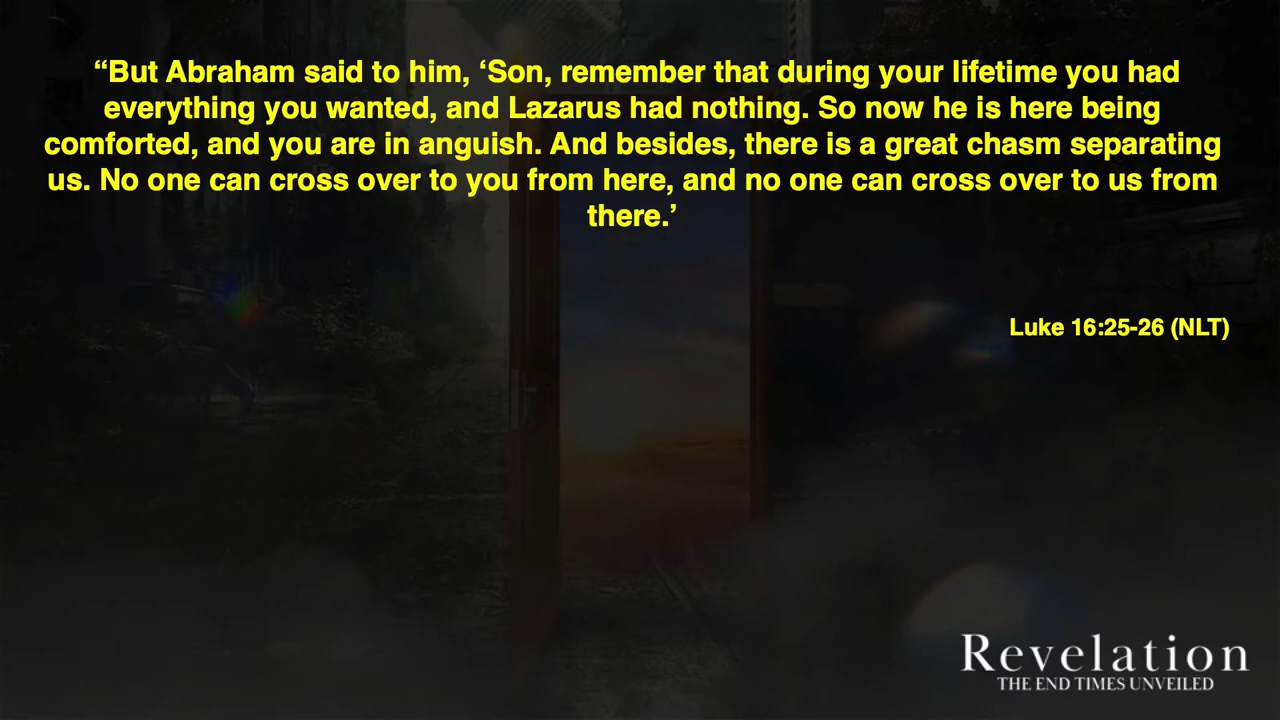 “But Abraham said to him, ‘Son, remember that during your lifetime you had
everything you wanted, and Lazarus had nothing. So now he is here being
comforted, and you are in anguish. And besides, there is a great chasm separating
us. No one can cross over to you from here, and no one can cross over to us from
there.’
Luke 16:25-26 (NLT)
Revelation
THE END TIMES UNVEILED